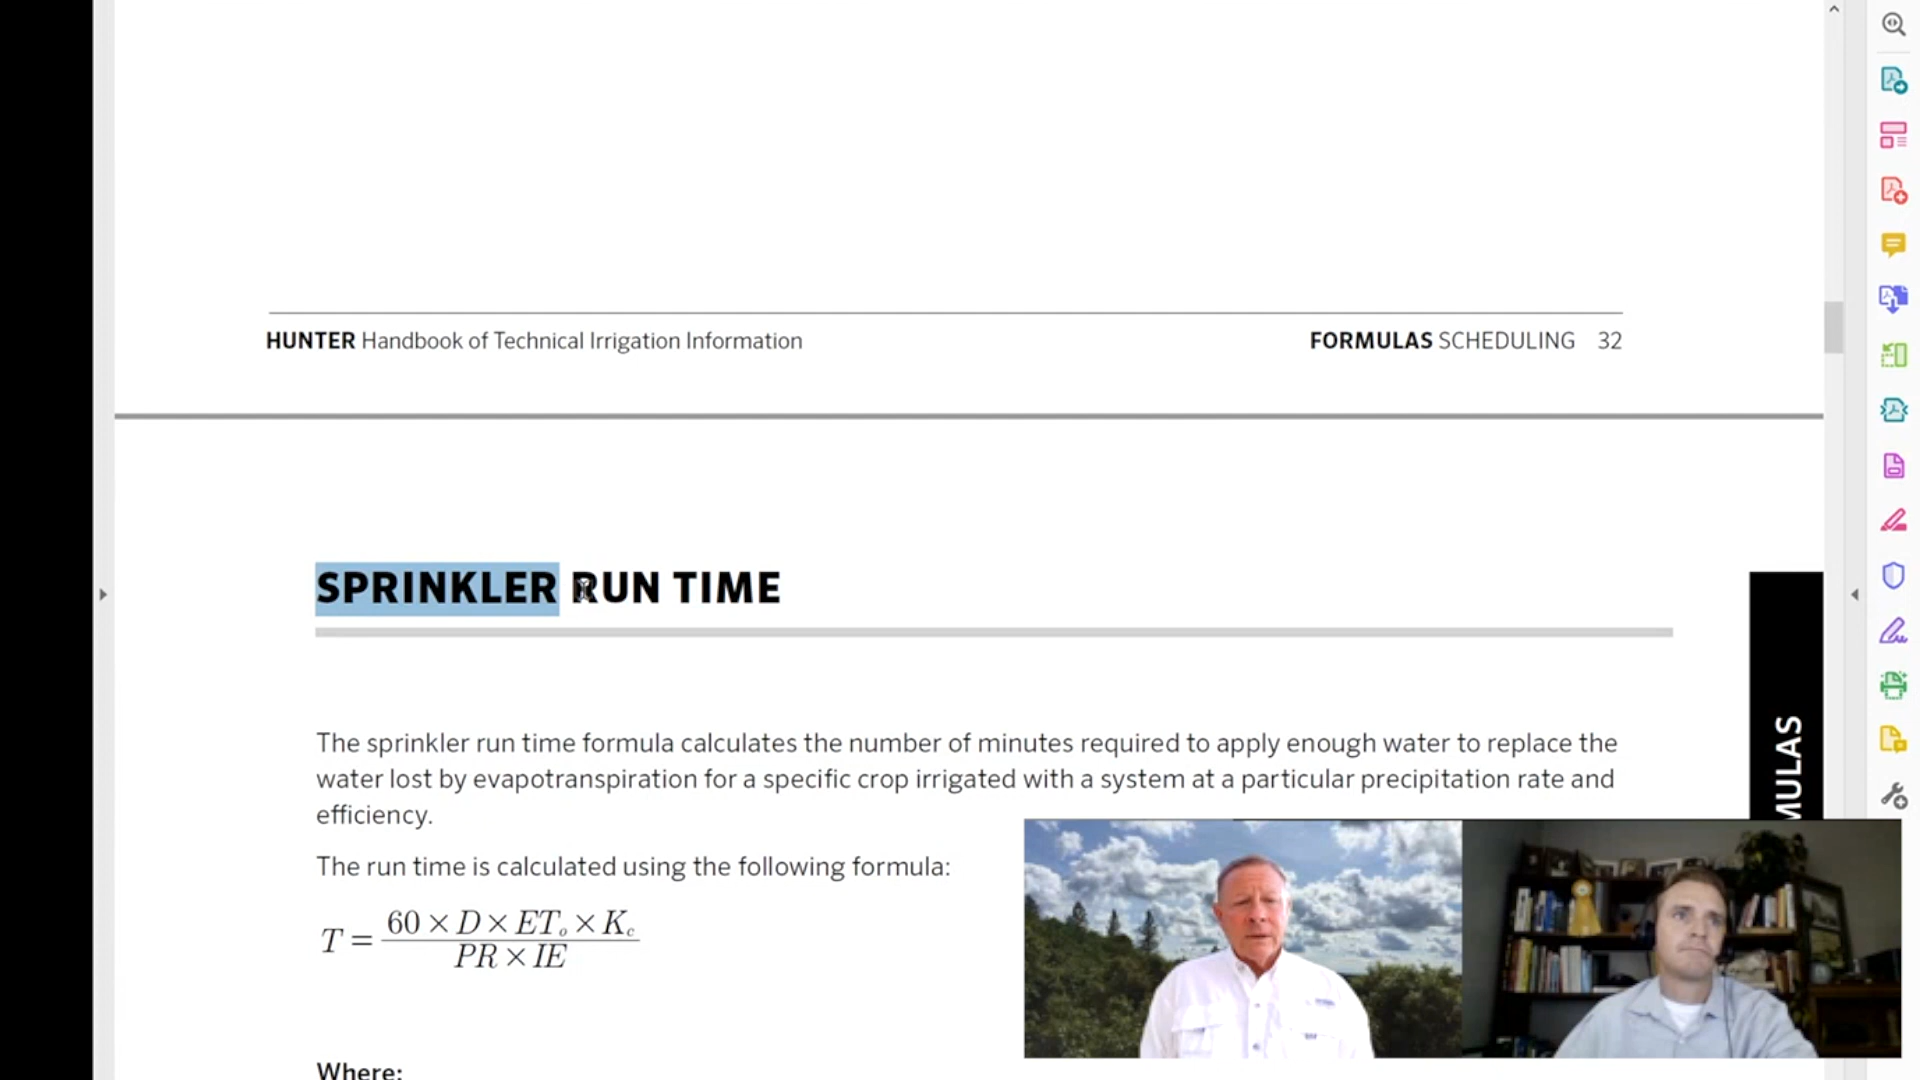 HUNTER Handbook of Technical Irrigation Information
FORMULAS SCHEDULING 32
SPRINKLER RUN TIME
The sprinkler run time formula calculates the number of minutes required to apply enough water to replace the
water lost by evapotranspiration for a specific crop irrigated with a system at a particular precipitation rate and
efficiency.
The run time is calculated using the following formula:
T = 60 × D × ETₒ × K꜀ / PR × IE
Where:
MULAS